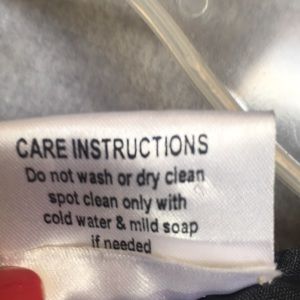 CARE INSTRUCTIONS
Do not wash or dry clean
spot clean only with
cold water & mild soap
if needed